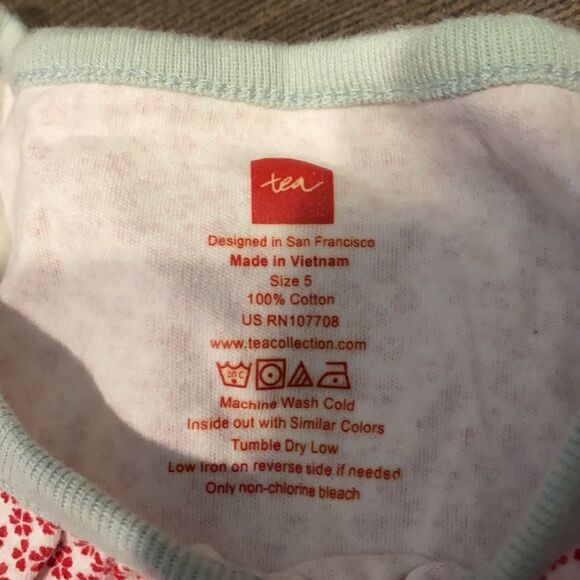 tea
Designed in San Francisco
Made in Vietnam
Size 5
100% Cotton
US RN107708
www.teacollection.com
30 C
Machine Wash Cold
Inside out with Similar Colors
Tumble Dry Low
Low Iron on reverse side if needed
Only non-chlorine bleach